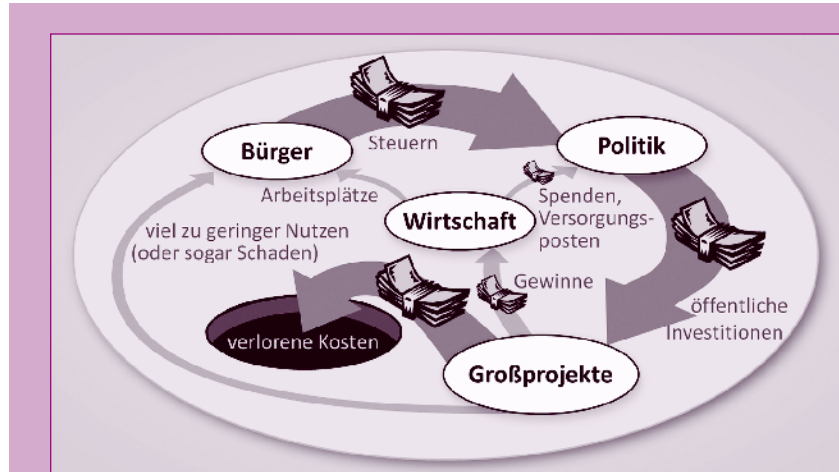 Bürger
Steuern
Politik
Arbeitsplätze
Wirtschaft
Spenden,
Versorgungs-
posten
viel zu geringer Nutzen
(oder sogar Schaden)
Gewinne
öffentliche
Investitionen
verlorene Kosten
Großprojekte